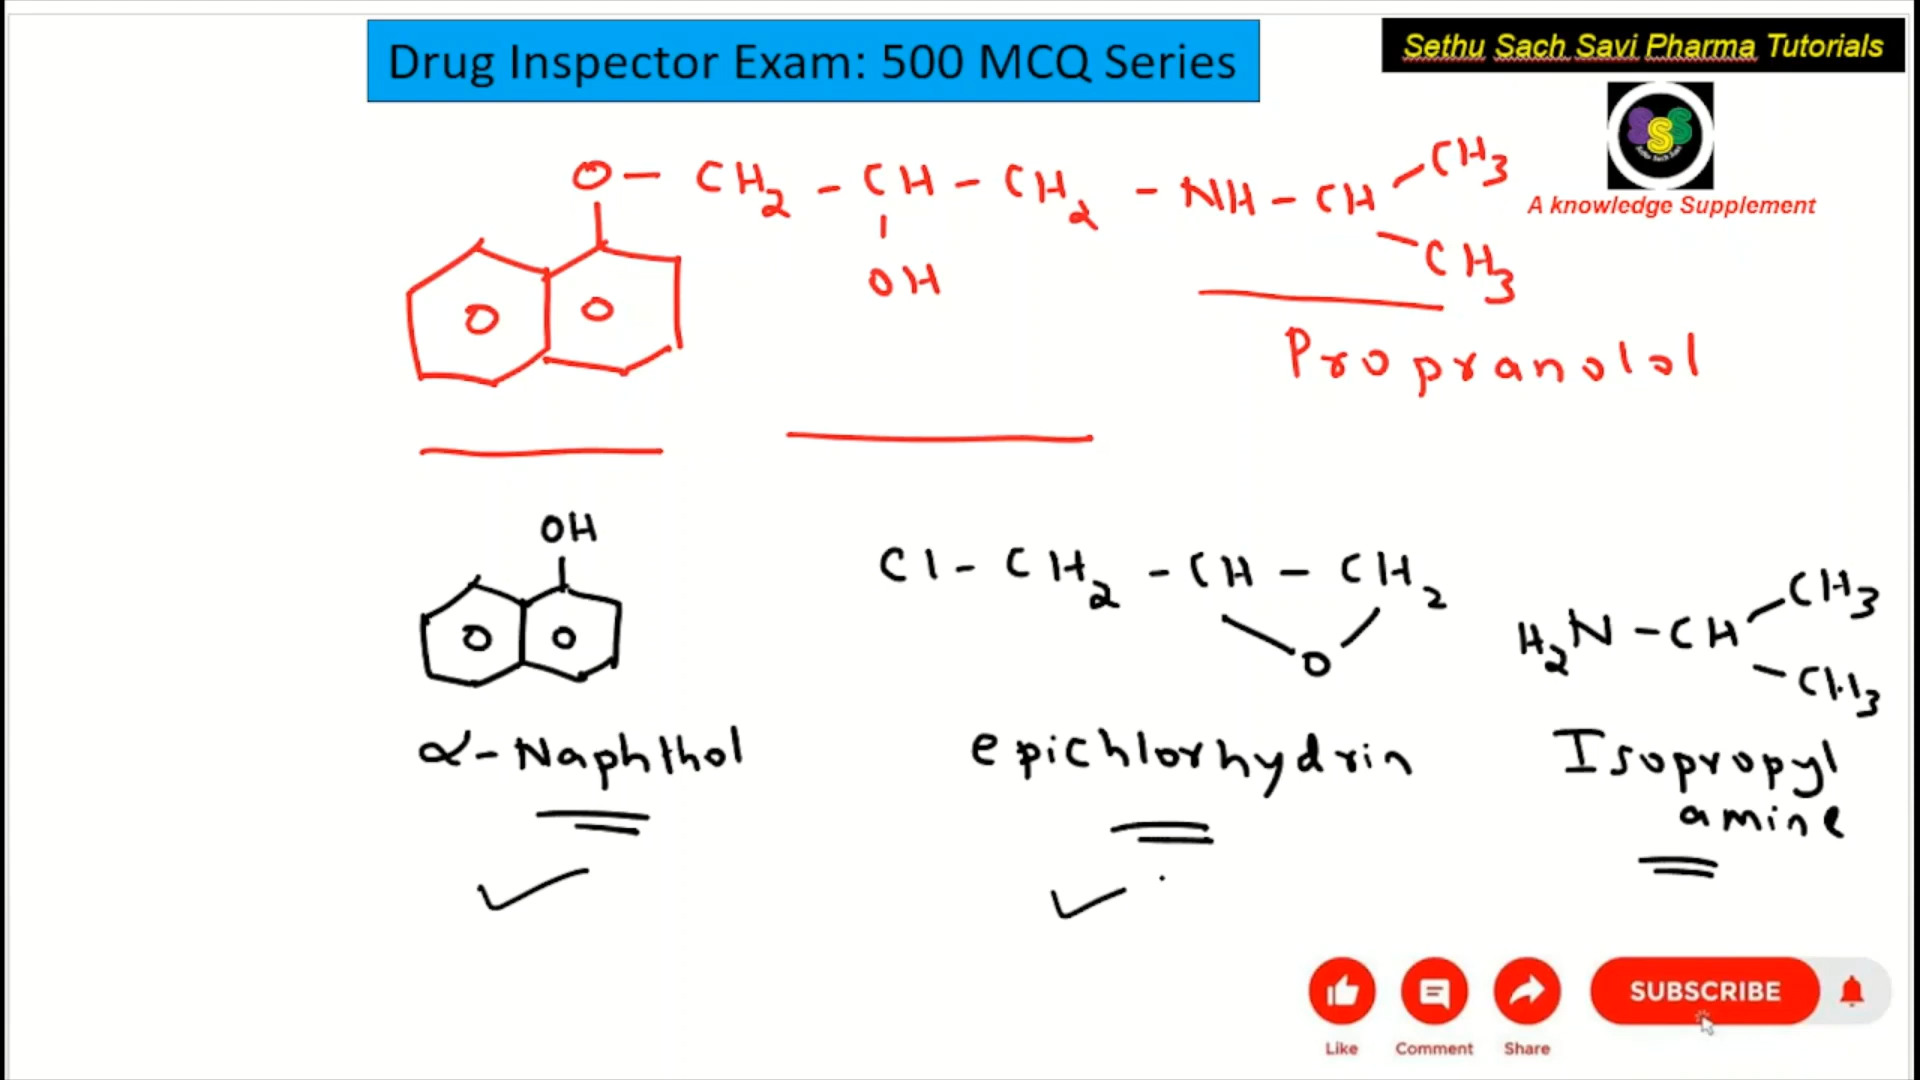 Drug Inspector Exam: 500 MCQ Series
Sethu Sach Savi Pharma Tutorials
SSS
A knowledge Supplement
O - CH2 - CH - CH2 - NH - CH - CH3
OH
CH3
O O
Propranolol
OH
O O
Cl - CH2 - CH - CH2
O
H2N - CH - CH3
CH3
α-Naphthol
epichlorhydrin
Isopropyl
amine
SUBSCRIBE
Like
Comment
Share